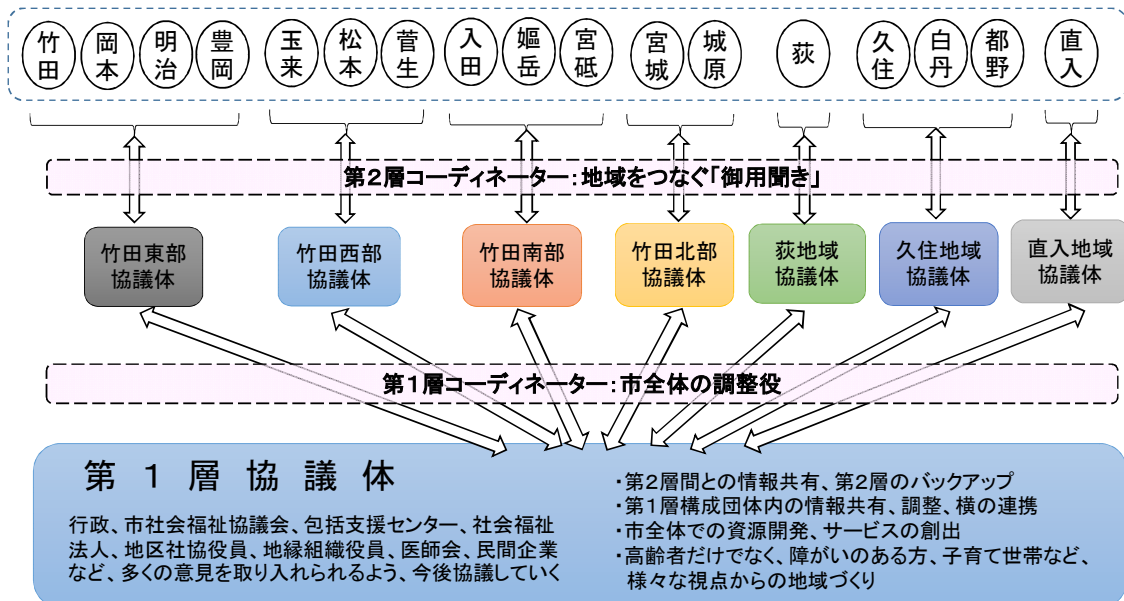 竹田
岡本
明治
豊岡
玉来
松本
菅生
入田
嫗岳
宮砥
宮城
城原
荻
久住
白丹
都野
直入
第２層コーディネーター：地域をつなぐ「御用聞き」
竹田東部
協議体
竹田西部
協議体
竹田南部
協議体
竹田北部
協議体
荻地域
協議体
久住地域
協議体
直入地域
協議体
第１層コーディネーター：市全体の調整役
第１層協議体
行政、市社会福祉協議会、包括支援センター、社会福祉
法人、地区社協役員、地縁組織役員、医師会、民間企業
など、多くの意見を取り入れられるよう、今後協議していく
・第２層間との情報共有、第２層のバックアップ
・第１層構成団体内の情報共有、調整、横の連携
・市全体での資源開発、サービスの創出
・高齢者だけでなく、障がいのある方、子育て世帯など、
様々な視点からの地域づくり